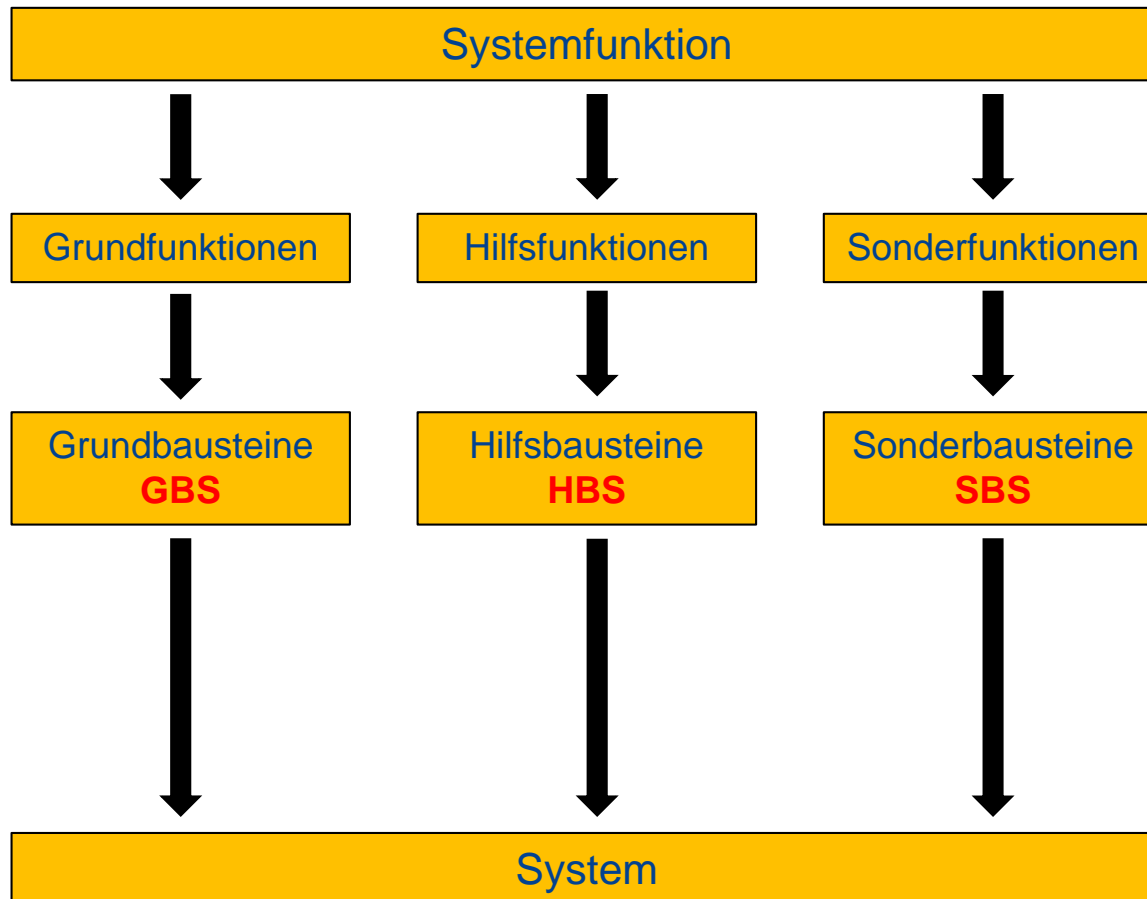 Systemfunktion
Grundfunktionen
Hilfsfunktionen
Sonderfunktionen
Grundbausteine
GBS
Hilfsbausteine
HBS
Sonderbausteine
SBS
System